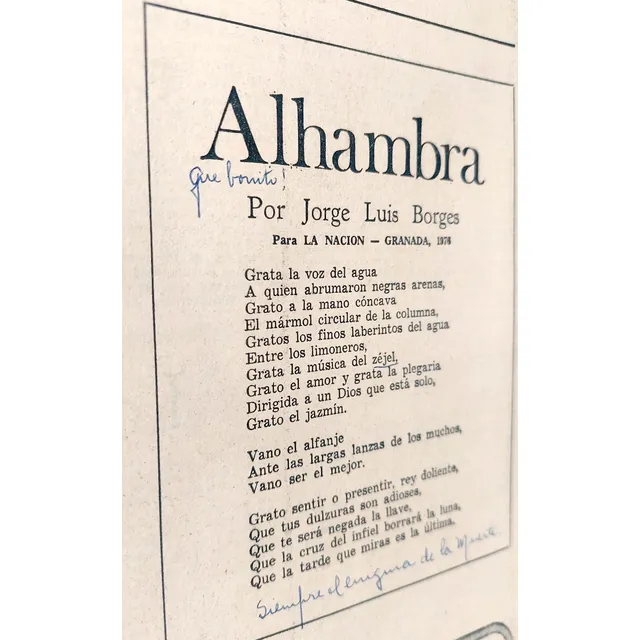 Alhambra
que bonito!
Por Jorge Luis Borges
Para LA NACION — GRANADA, 1976
Grata la voz del agua
A quien abrumaron negras arenas,
Grato a la mano cóncava
El mármol circular de la columna,
Gratos los finos laberintos del agua
Entre los limoneros,
Grata la música del zéjel,
Grato el amor y grata la plegaria
Dirigida a un Dios que está solo,
Grato el jazmín.
Vano el alfanje
Ante las largas lanzas de los muchos,
Vano ser el mejor.
Grato sentir o presentir, rey doliente,
Que tus dulzuras son adioses,
Que te será negada la llave,
Que la cruz del infiel borrará la luna,
Que la tarde que miras es la última.
Siempre el enigma de la Muerte